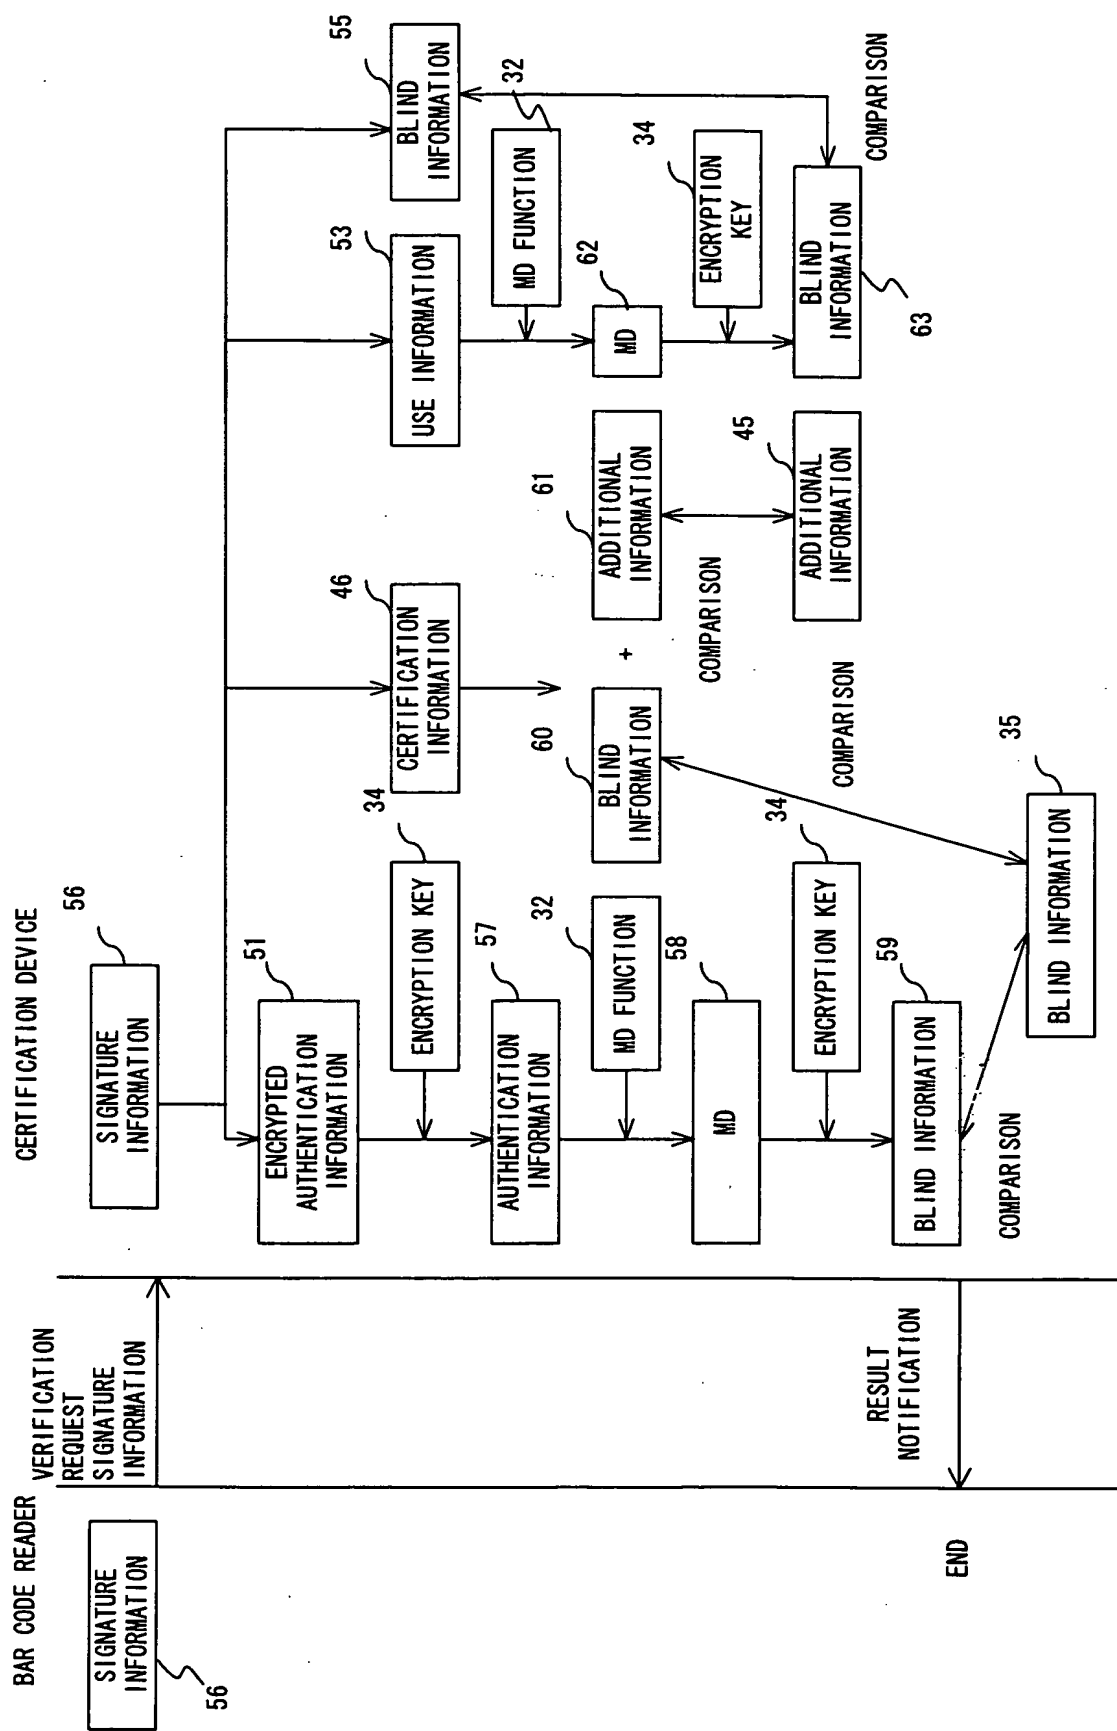 BAR CODE READER
CERTIFICATION DEVICE
VERIFICATION
REQUEST
SIGNATURE
INFORMATION
SIGNATURE
INFORMATION
56
SIGNATURE
INFORMATION
56
ENCRYPTED
AUTHENTICATION
INFORMATION
51
ENCRYPTION KEY
34
CERTIFICATION
INFORMATION
46
USE INFORMATION
53
BLIND
INFORMATION
55
AUTHENTICATION
INFORMATION
57
MD FUNCTION
32
BLIND
INFORMATION
60
+
ADDITIONAL
INFORMATION
61
MD FUNCTION
32
MD
62
MD
58
COMPARISON
ENCRYPTION
KEY
34
ENCRYPTION KEY
34
COMPARISON
ADDITIONAL
INFORMATION
45
BLIND
INFORMATION
63
COMPARISON
BLIND INFORMATION
59
RESULT
NOTIFICATION
END
COMPARISON
BLIND INFORMATION
35